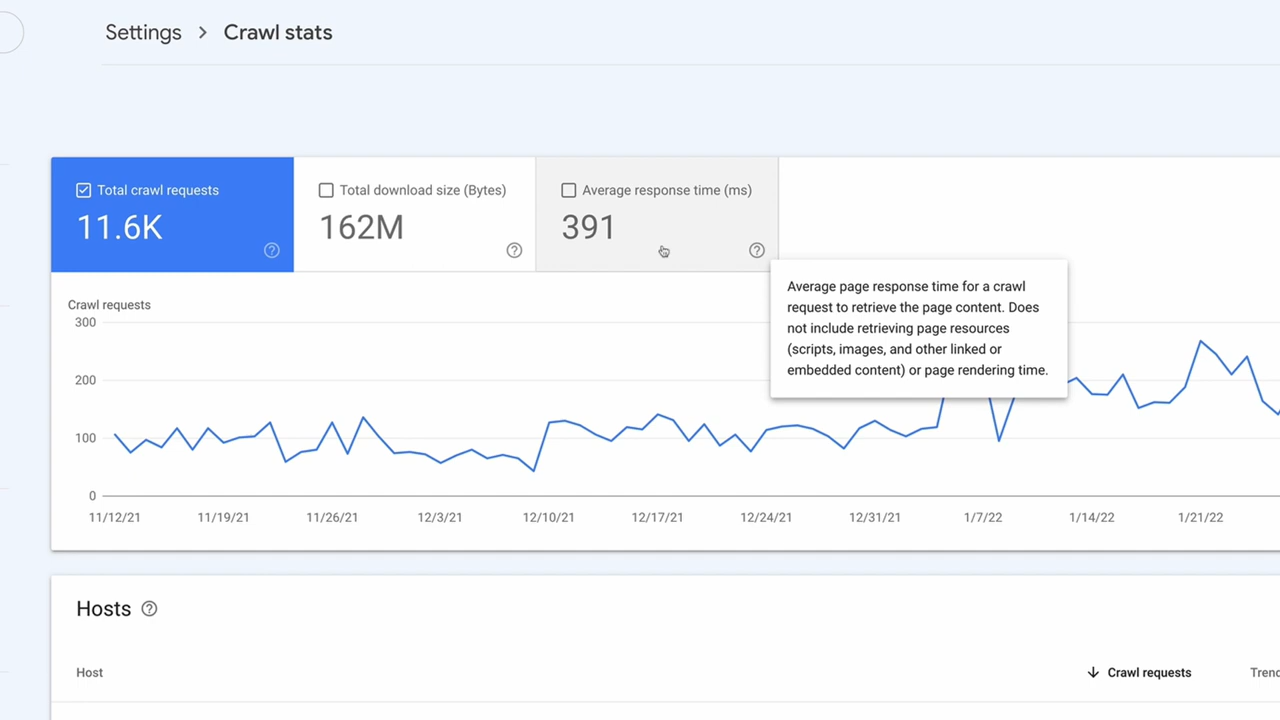 Settings > Crawl stats
Total crawl requests
11.6K
Total download size (Bytes)
162M
Average response time (ms)
391
Average page response time for a crawl
request to retrieve the page content. Does
not include retrieving page resources
(scripts, images, and other linked or
embedded content) or page rendering time.
Crawl requests
300
200
100
0
11/12/21 11/19/21 11/26/21 12/3/21 12/10/21 12/17/21 12/24/21 12/31/21 1/7/22 1/14/22 1/21/22
Hosts
Host Crawl requests Trend